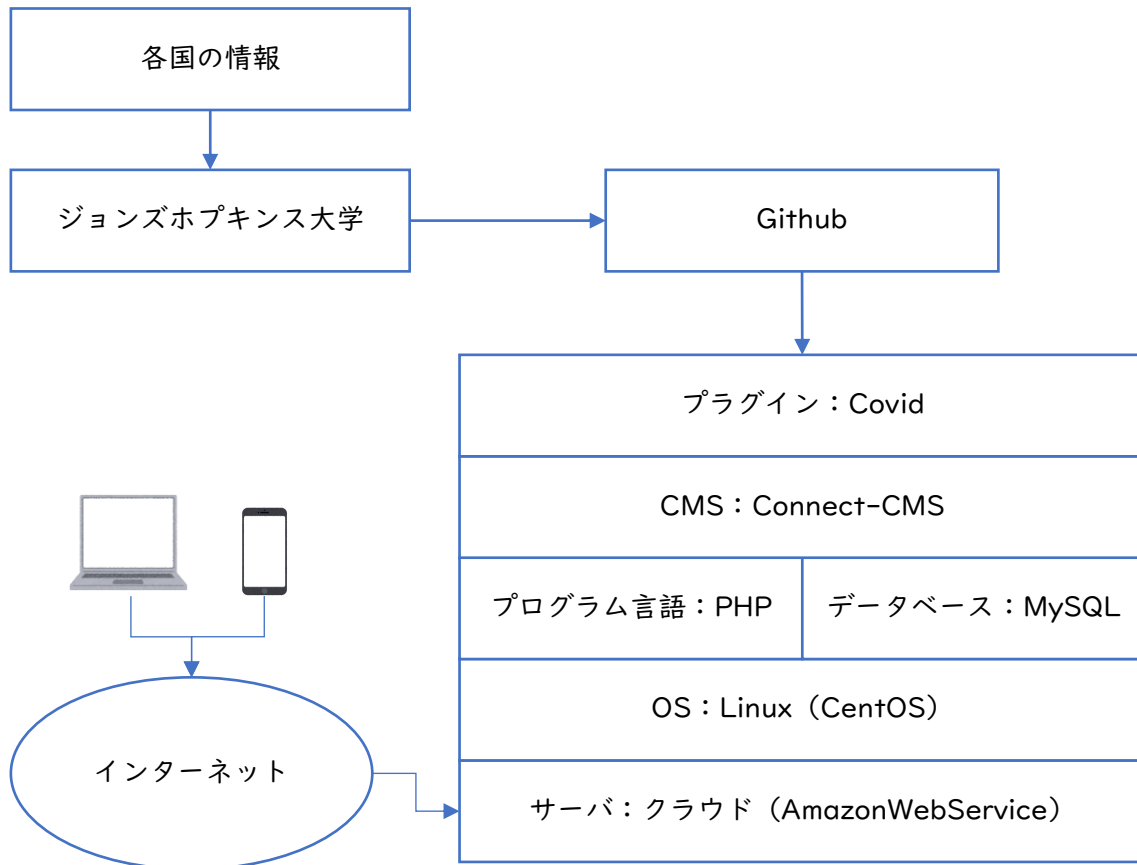 各国の情報
ジョンズホプキンス大学
Github
プラグイン：Covid
CMS：Connect-CMS
プログラム言語：PHP
データベース：MySQL
OS：Linux（CentOS）
インターネット
サーバ：クラウド（AmazonWebService）